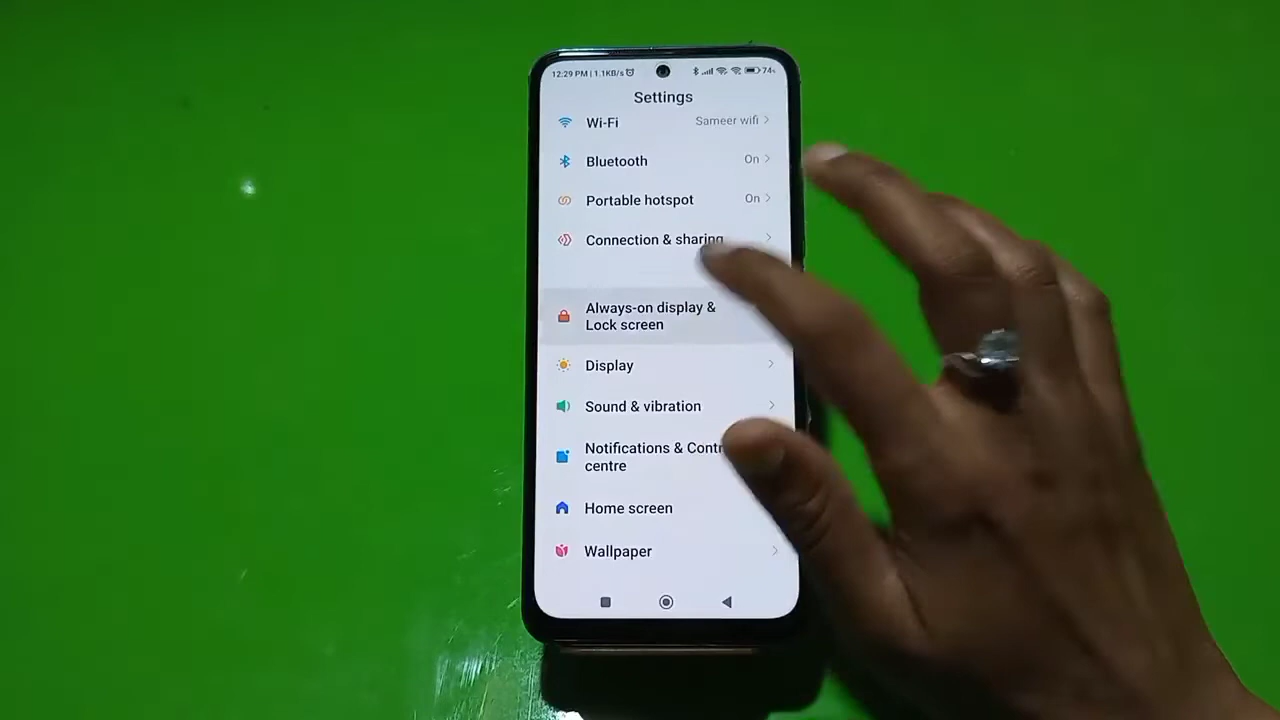 12:29 PM | 1.1KB/s
74
Settings
Wi-Fi
Sameer wifi
Bluetooth
On
Portable hotspot
On
Connection & sharing
Always-on display &
Lock screen
Display
Sound & vibration
Notifications & Contr
centre
Home screen
Wallpaper